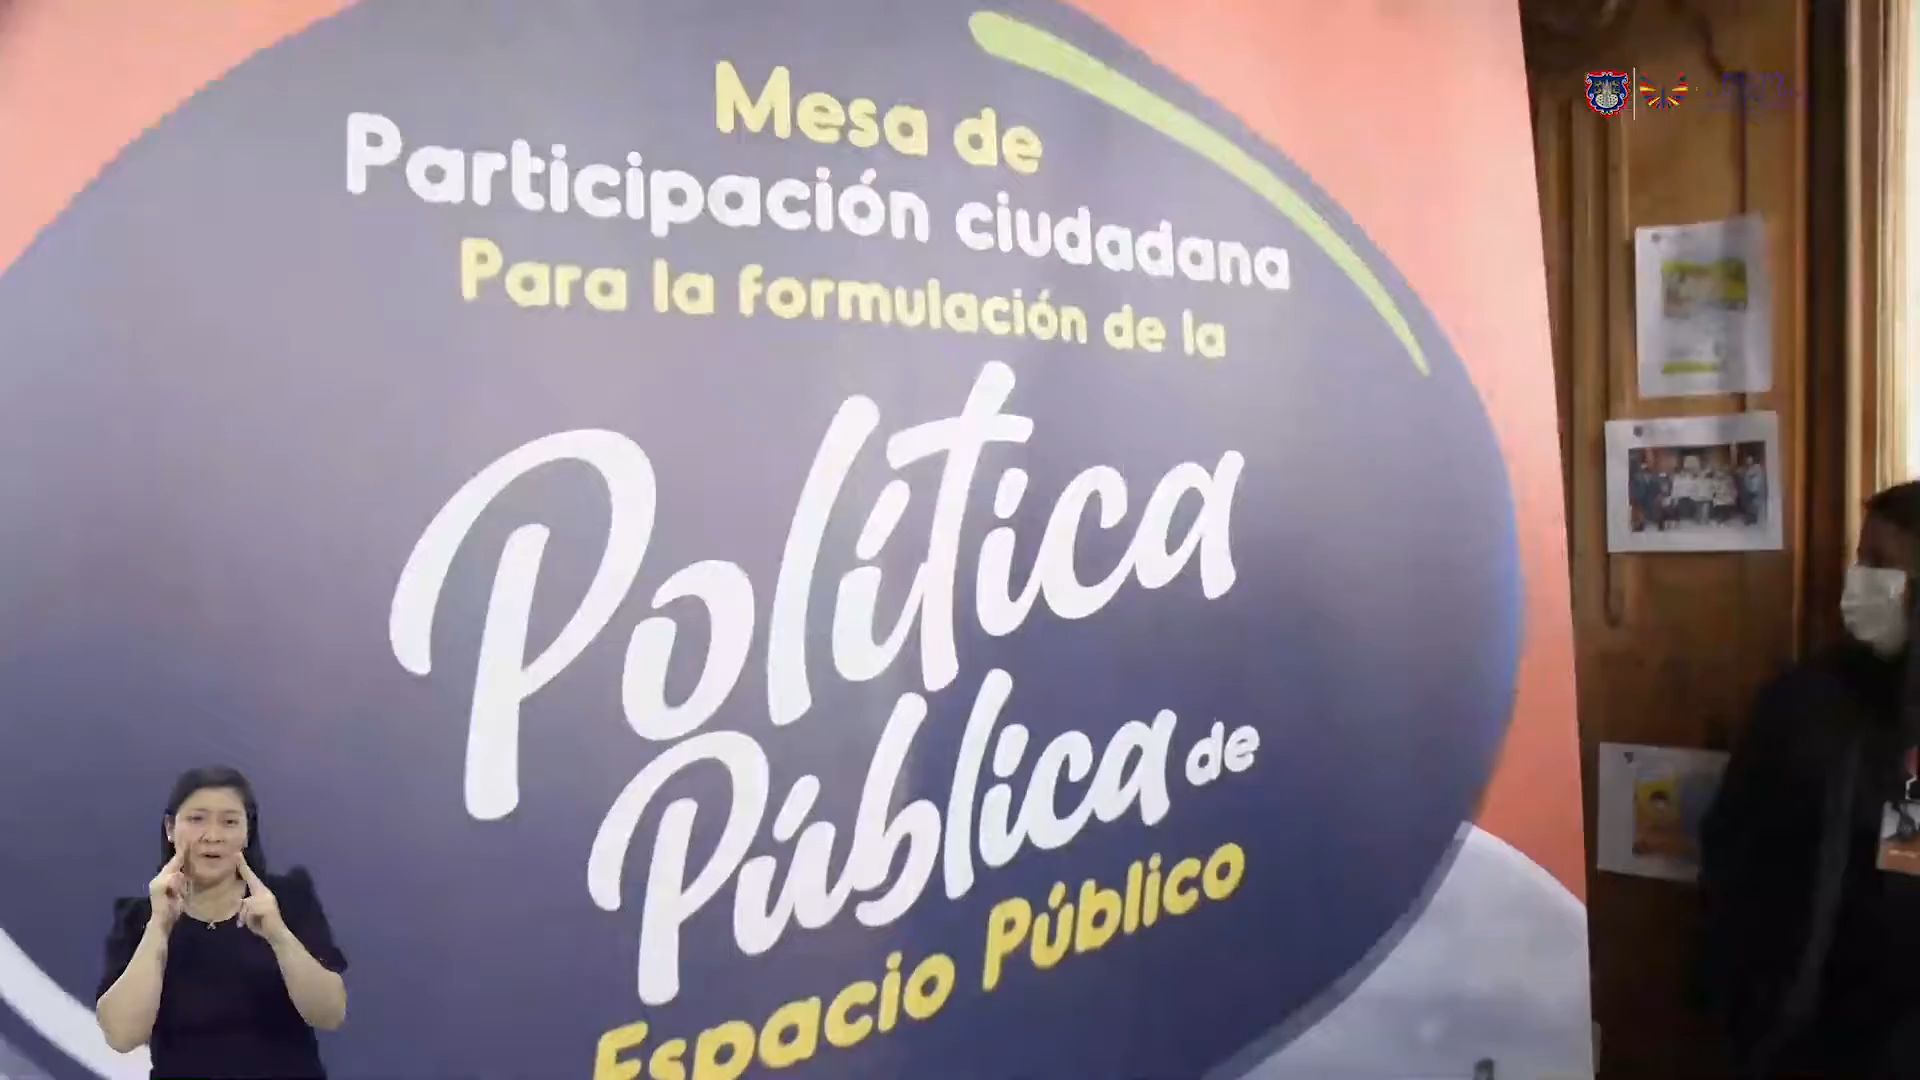 Mesa de
Participación ciudadana
Para la formulación de la
Política
Pública de
Espacio Público